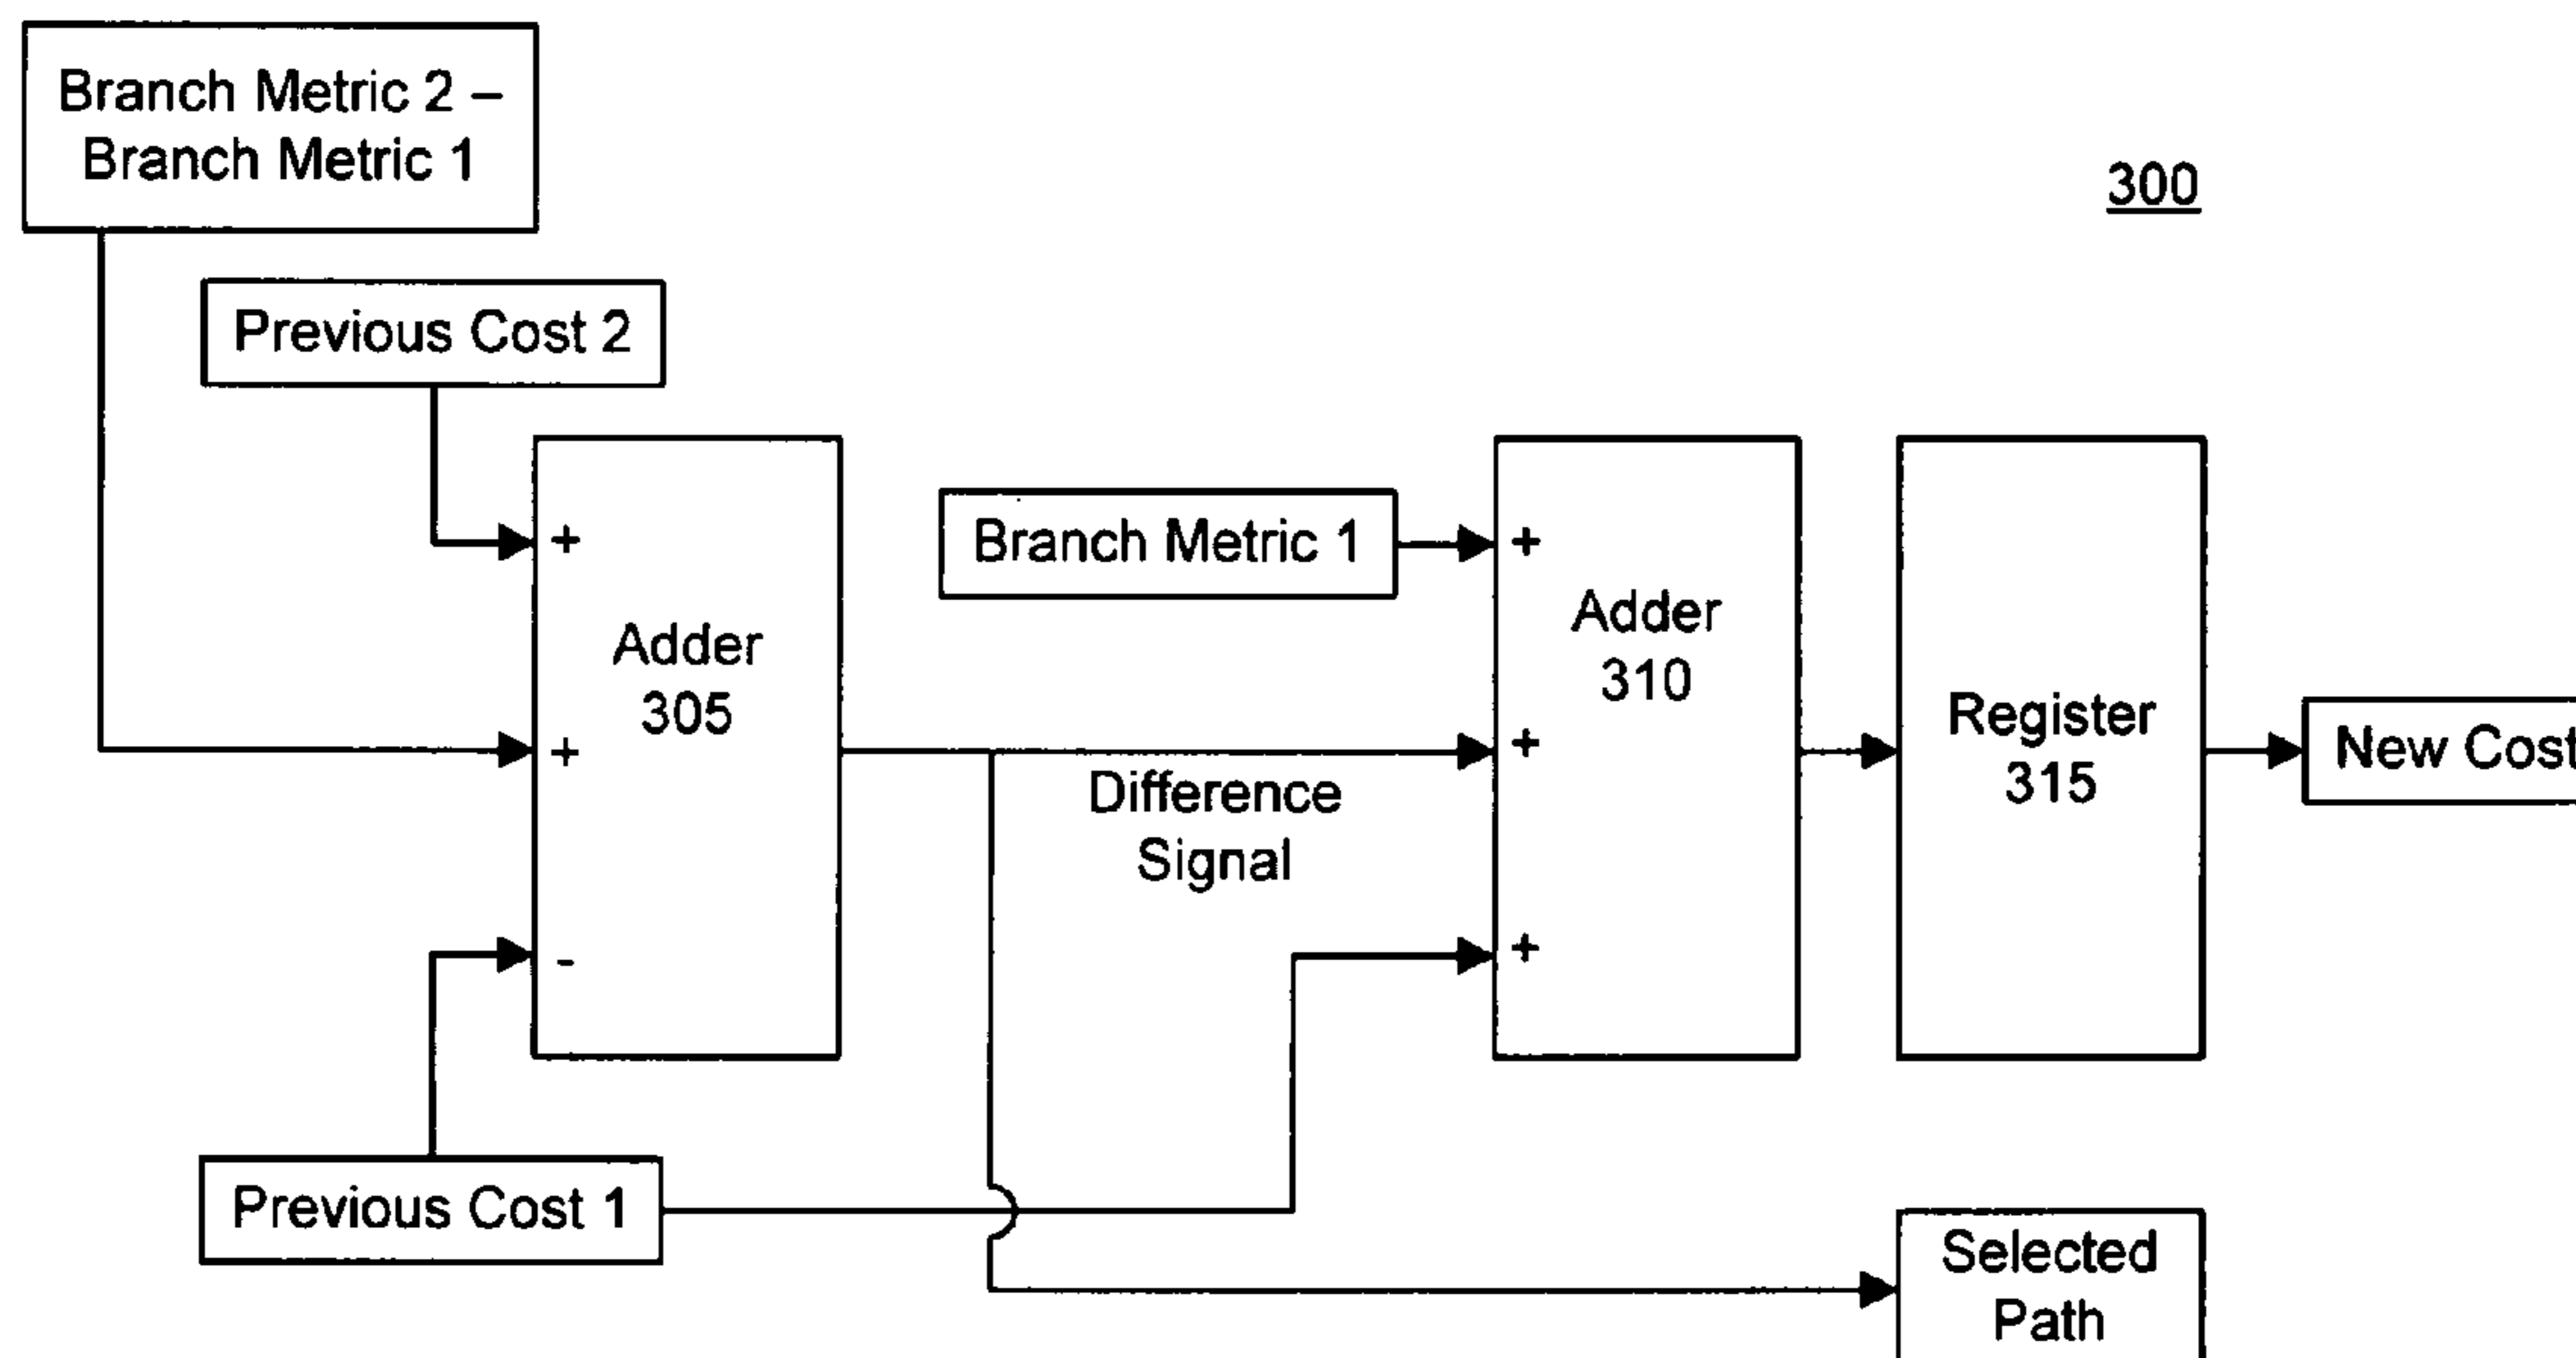 Branch Metric 2 –
Branch Metric 1
300
Previous Cost 2
+
Branch Metric 1
+
Adder
305
Adder
310
+
+
Difference
Signal
Register
315
New Cost
-
+
Previous Cost 1
Selected
Path